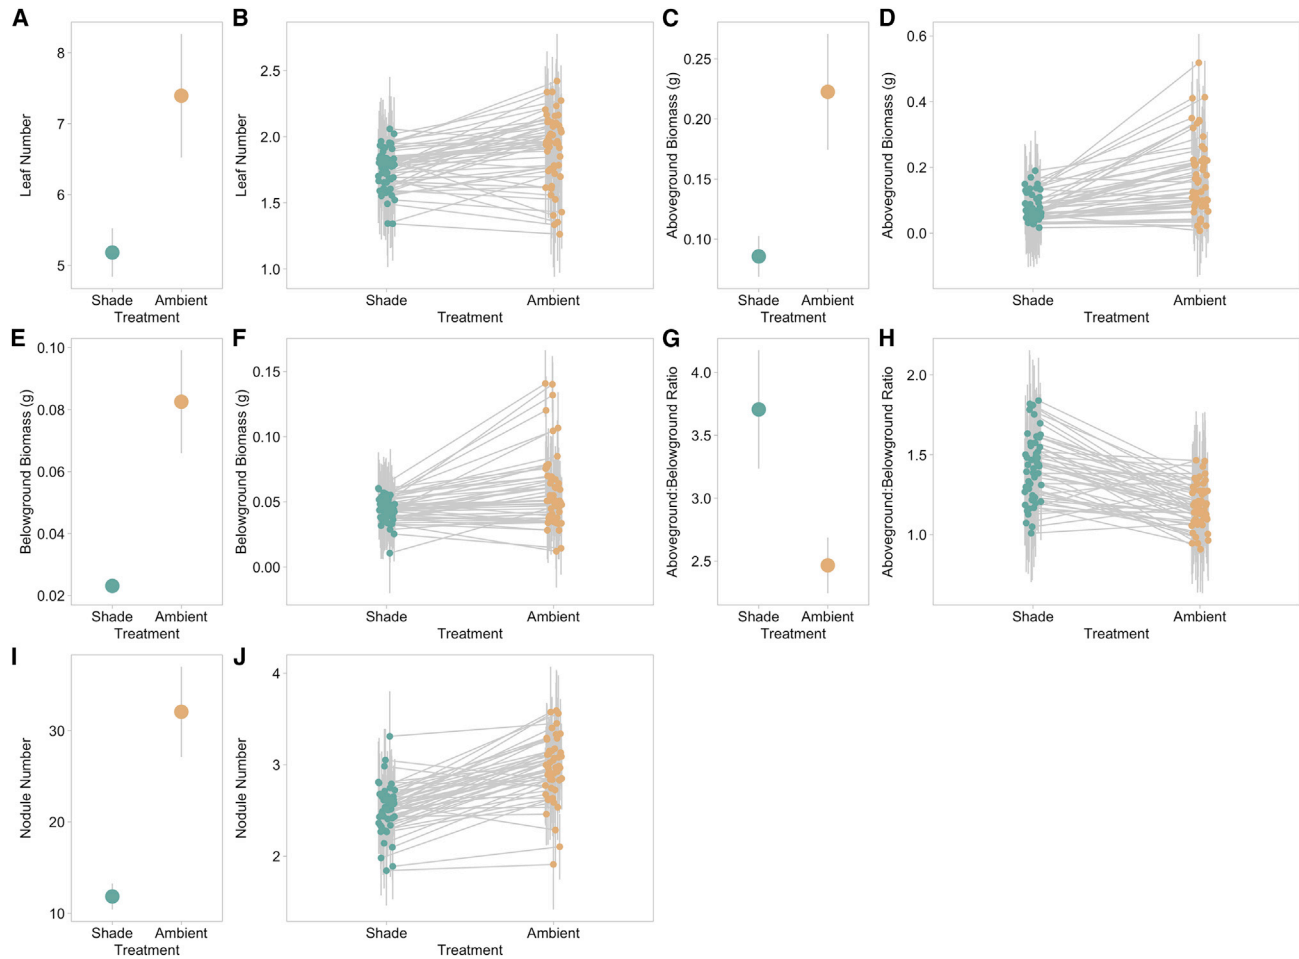 A
B
C
D
Leaf Number
8
7
6
5
Shade
Ambient
Treatment
Leaf Number
2.5
2.0
1.5
1.0
Shade
Ambient
Treatment
Aboveground Biomass (g)
0.25
0.20
0.15
0.10
Shade
Ambient
Treatment
Aboveground Biomass (g)
0.6
0.4
0.2
0.0
Shade
Ambient
Treatment
E
F
G
H
Belowground Biomass (g)
0.10
0.08
0.06
0.04
0.02
Shade
Ambient
Treatment
Belowground Biomass (g)
0.15
0.10
0.05
0.00
Shade
Ambient
Treatment
Aboveground:Belowground Ratio
4.0
3.5
3.0
2.5
Shade
Ambient
Treatment
Aboveground:Belowground Ratio
2.0
1.5
1.0
Shade
Ambient
Treatment
I
J
Nodule Number
30
20
10
Shade
Ambient
Treatment
Nodule Number
4
3
2
Shade
Ambient
Treatment